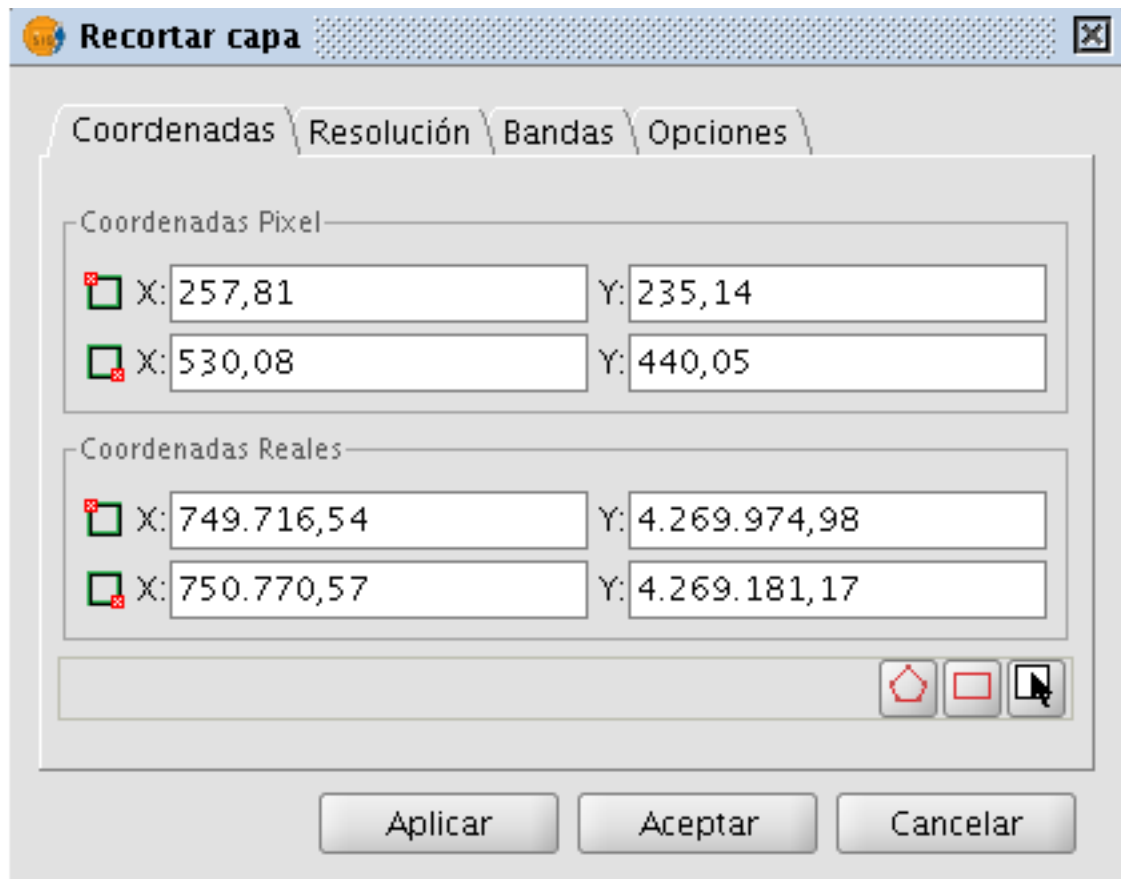 Recortar capa
Coordenadas Resolución Bandas Opciones
Coordenadas Pixel
X: 257,81 Y: 235,14
X: 530,08 Y: 440,05
Coordenadas Reales
X: 749.716,54 Y: 4.269.974,98
X: 750.770,57 Y: 4.269.181,17
Aplicar Aceptar Cancelar